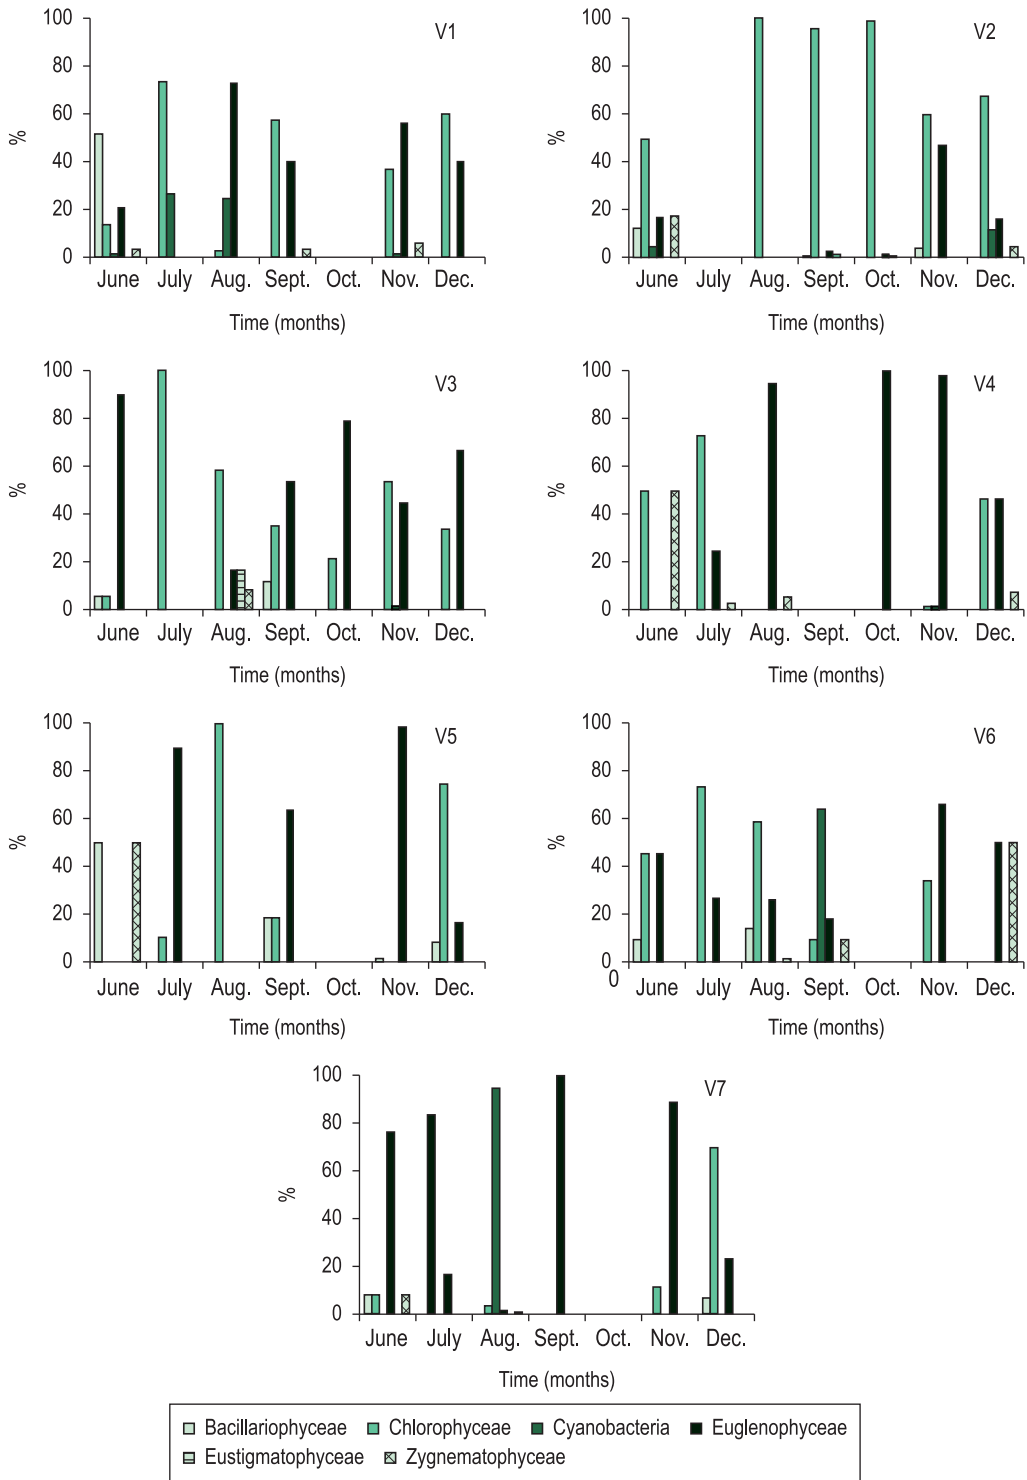 V1
100
80
60
40
20
0
%
June July Aug. Sept. Oct. Nov. Dec.
Time (months)
V2
100
80
60
40
20
0
%
June July Aug. Sept. Oct. Nov. Dec.
Time (months)
V3
100
80
60
40
20
0
%
June July Aug. Sept. Oct. Nov. Dec.
Time (months)
V4
100
80
60
40
20
0
%
June July Aug. Sept. Oct. Nov. Dec.
Time (months)
V5
100
80
60
40
20
0
%
June July Aug. Sept. Oct. Nov. Dec.
Time (months)
V6
100
80
60
40
20
0
0
%
June July Aug. Sept. Oct. Nov. Dec.
Time (months)
V7
100
80
60
40
20
0
%
June July Aug. Sept. Oct. Nov. Dec.
Time (months)
Bacillariophyceae Chlorophyceae Cyanobacteria Euglenophyceae
Eustigmatophyceae Zygnematophyceae